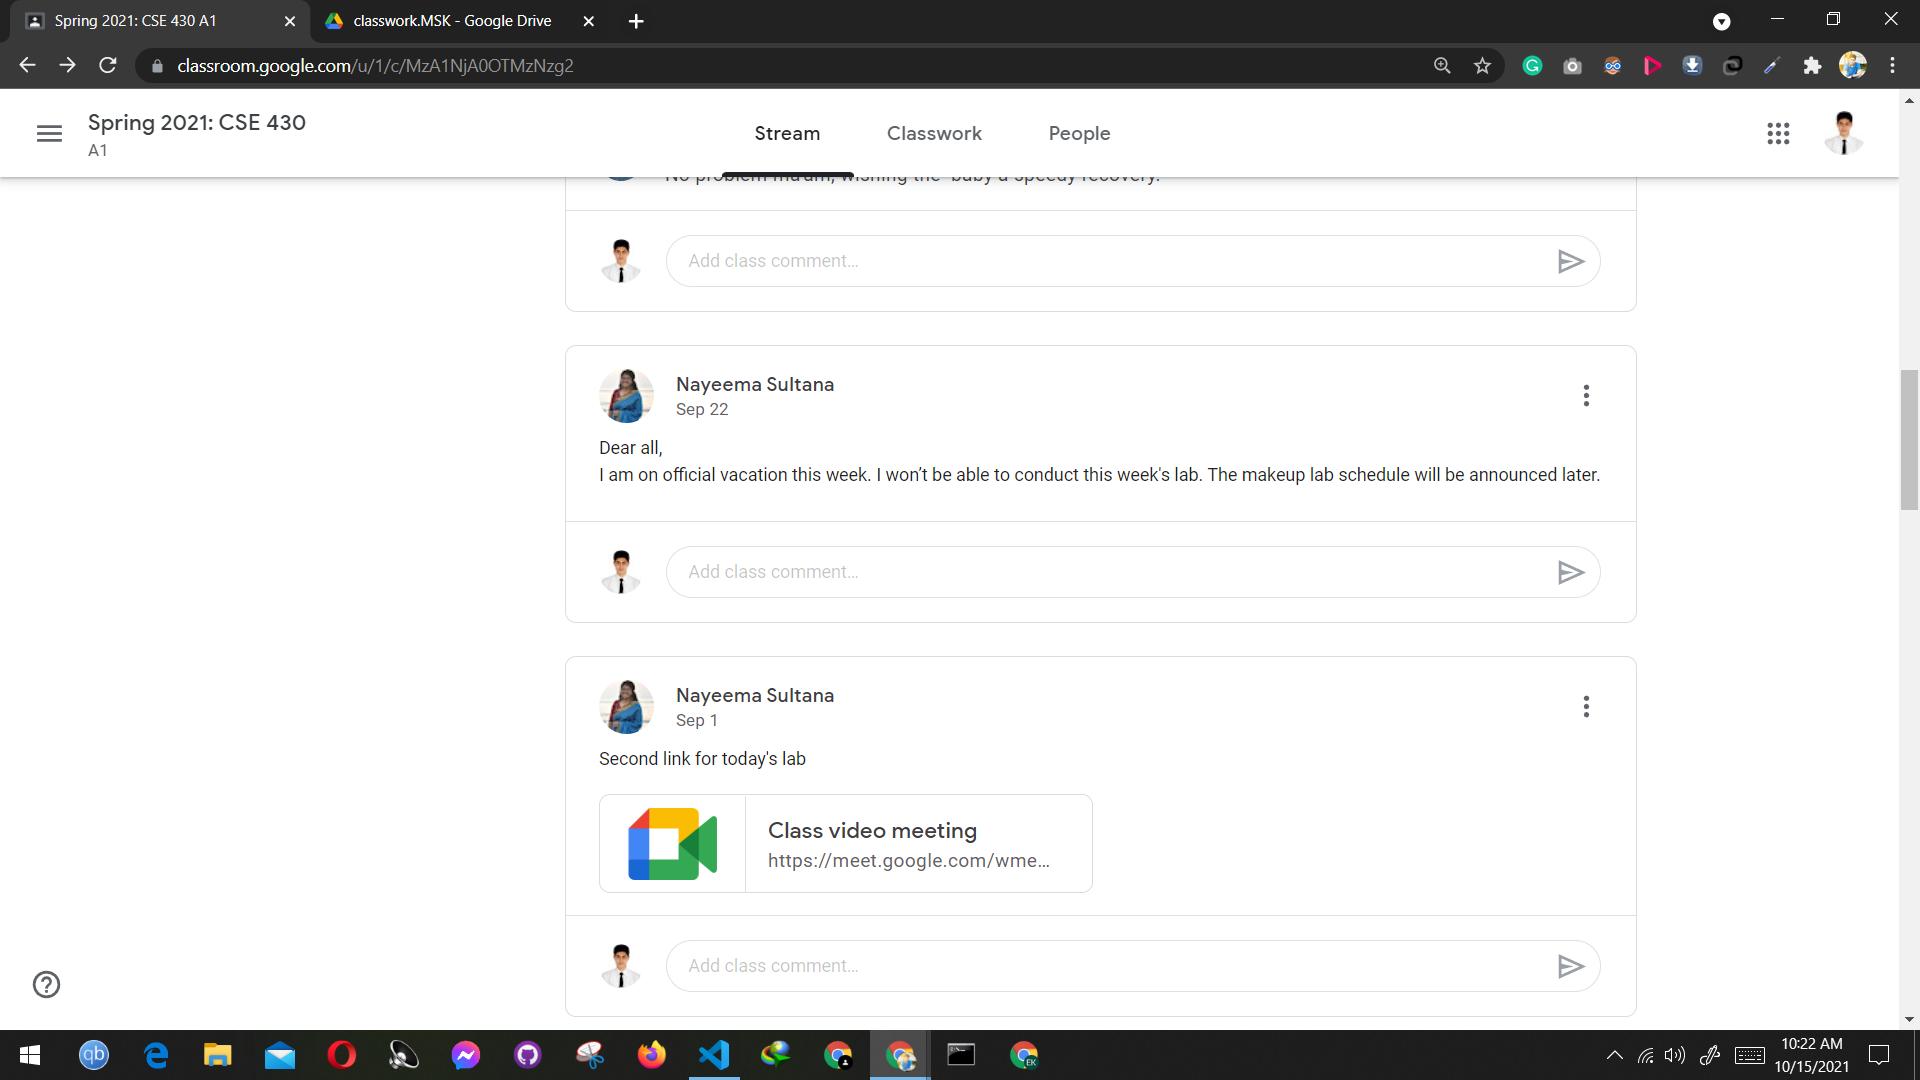 Spring 2021: CSE 430 A1
classwork.MSK - Google Drive
classroom.google.com/u/1/c/MzA1NjA0OTMzNzg2
Spring 2021: CSE 430
A1
Stream
Classwork
People
No problem ma'am, wishing the baby a speedy recovery.
Add class comment...
Nayeema Sultana
Sep 22
Dear all,
I am on official vacation this week. I won’t be able to conduct this week's lab. The makeup lab schedule will be announced later.
Add class comment...
Nayeema Sultana
Sep 1
Second link for today's lab
Class video meeting
https://meet.google.com/wme...
Add class comment...
qb
EK
10:22 AM
10/15/2021